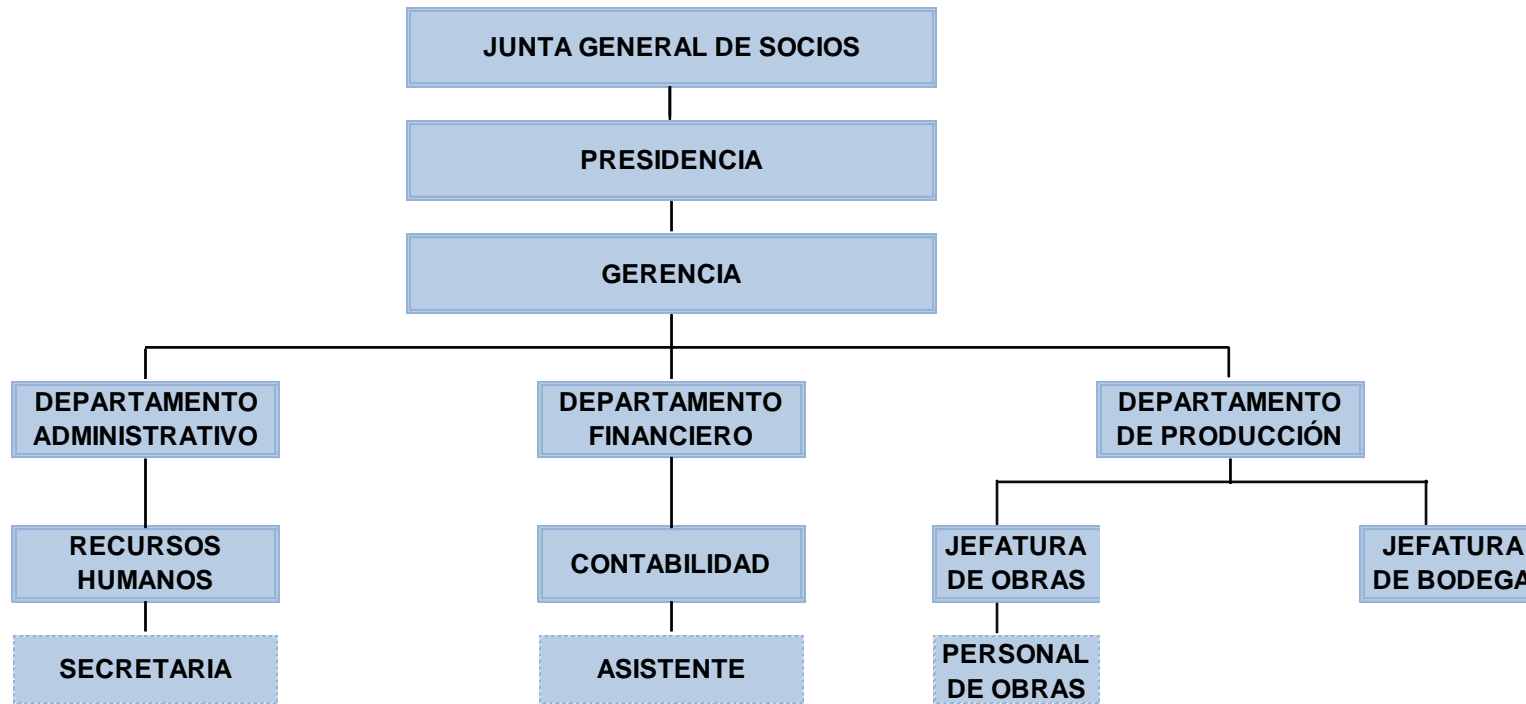 JUNTA GENERAL DE SOCIOS
PRESIDENCIA
GERENCIA
DEPARTAMENTO
ADMINISTRATIVO
DEPARTAMENTO
FINANCIERO
DEPARTAMENTO
DE PRODUCCIÓN
RECURSOS
HUMANOS
CONTABILIDAD
JEFATURA
DE OBRAS
JEFATURA
DE BODEGA
SECRETARIA
ASISTENTE
PERSONAL
DE OBRAS